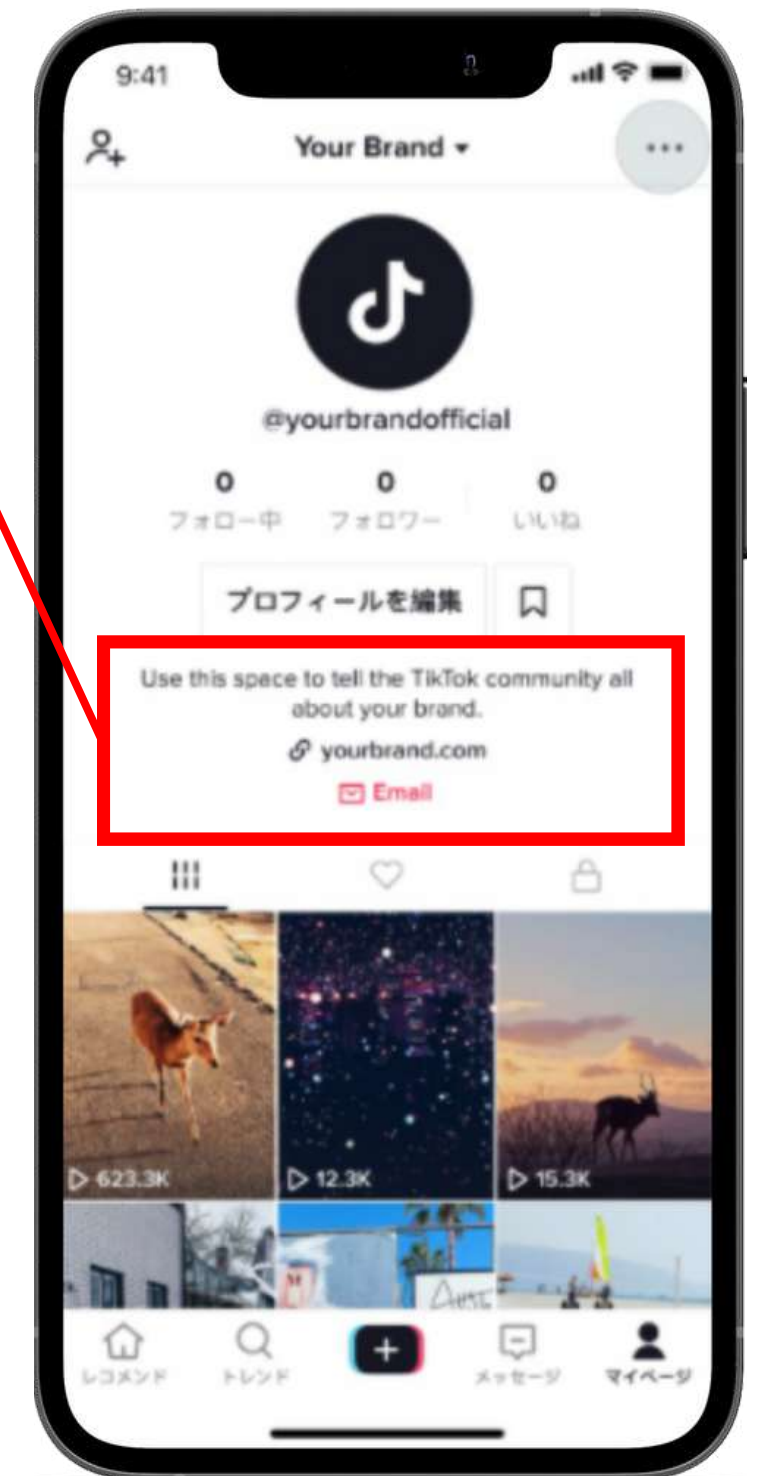 9:41
Your Brand
@yourbrandofficial
0 0 0
フォロー中 フォロワー いいね
プロフィールを編集
Use this space to tell the TikTok community all
about your brand.
yourbrand.com
Email
623.3K 12.3K 15.3K
レコメンド トレンド メッセージ マイページ